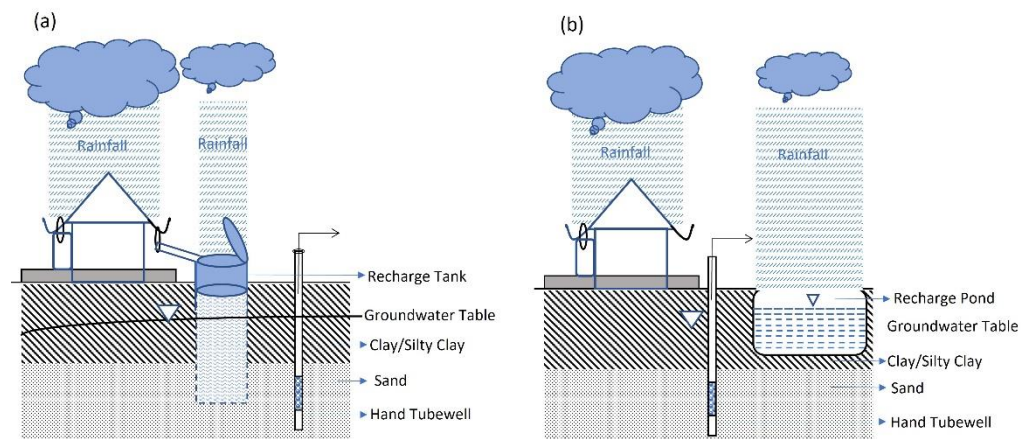 (a)
Rainfall
Rainfall
Recharge Tank
Groundwater Table
Clay/Silty Clay
Sand
Hand Tubewell
(b)
Rainfall
Rainfall
Recharge Pond
Groundwater Table
Clay/Silty Clay
Sand
Hand Tubewell